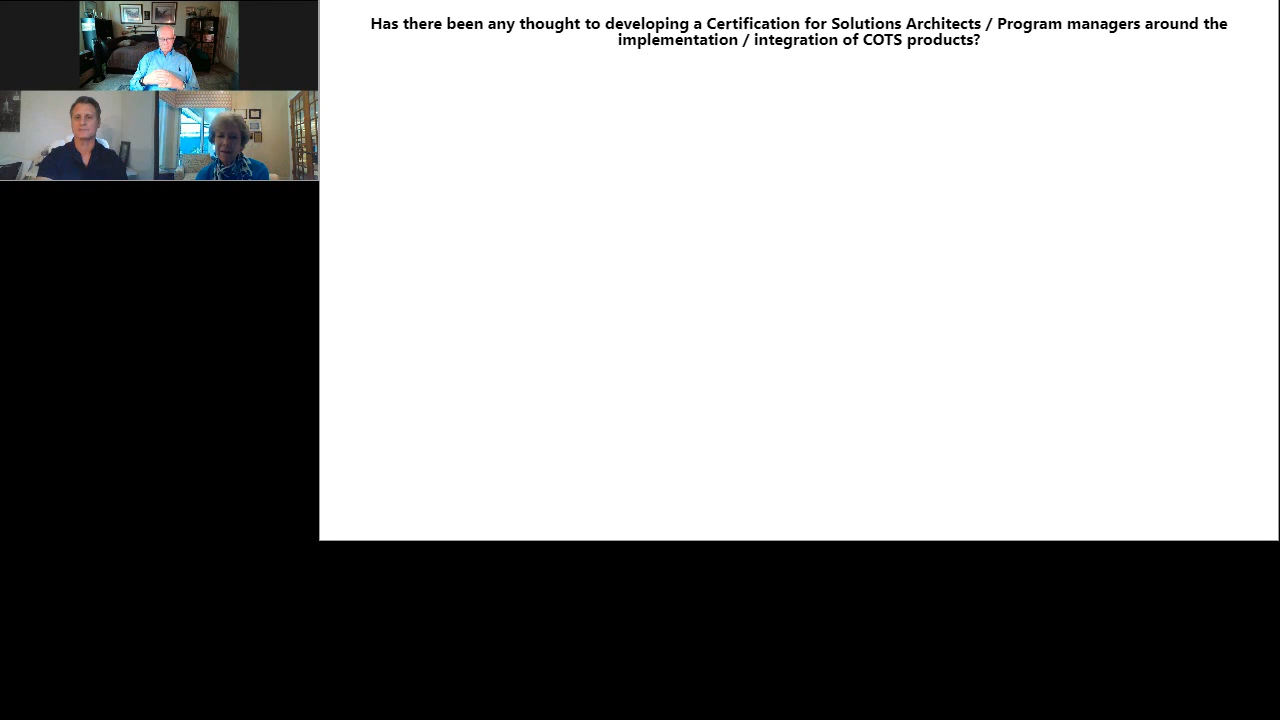 Has there been any thought to developing a Certification for Solutions Architects / Program managers around the
implementation / integration of COTS products?